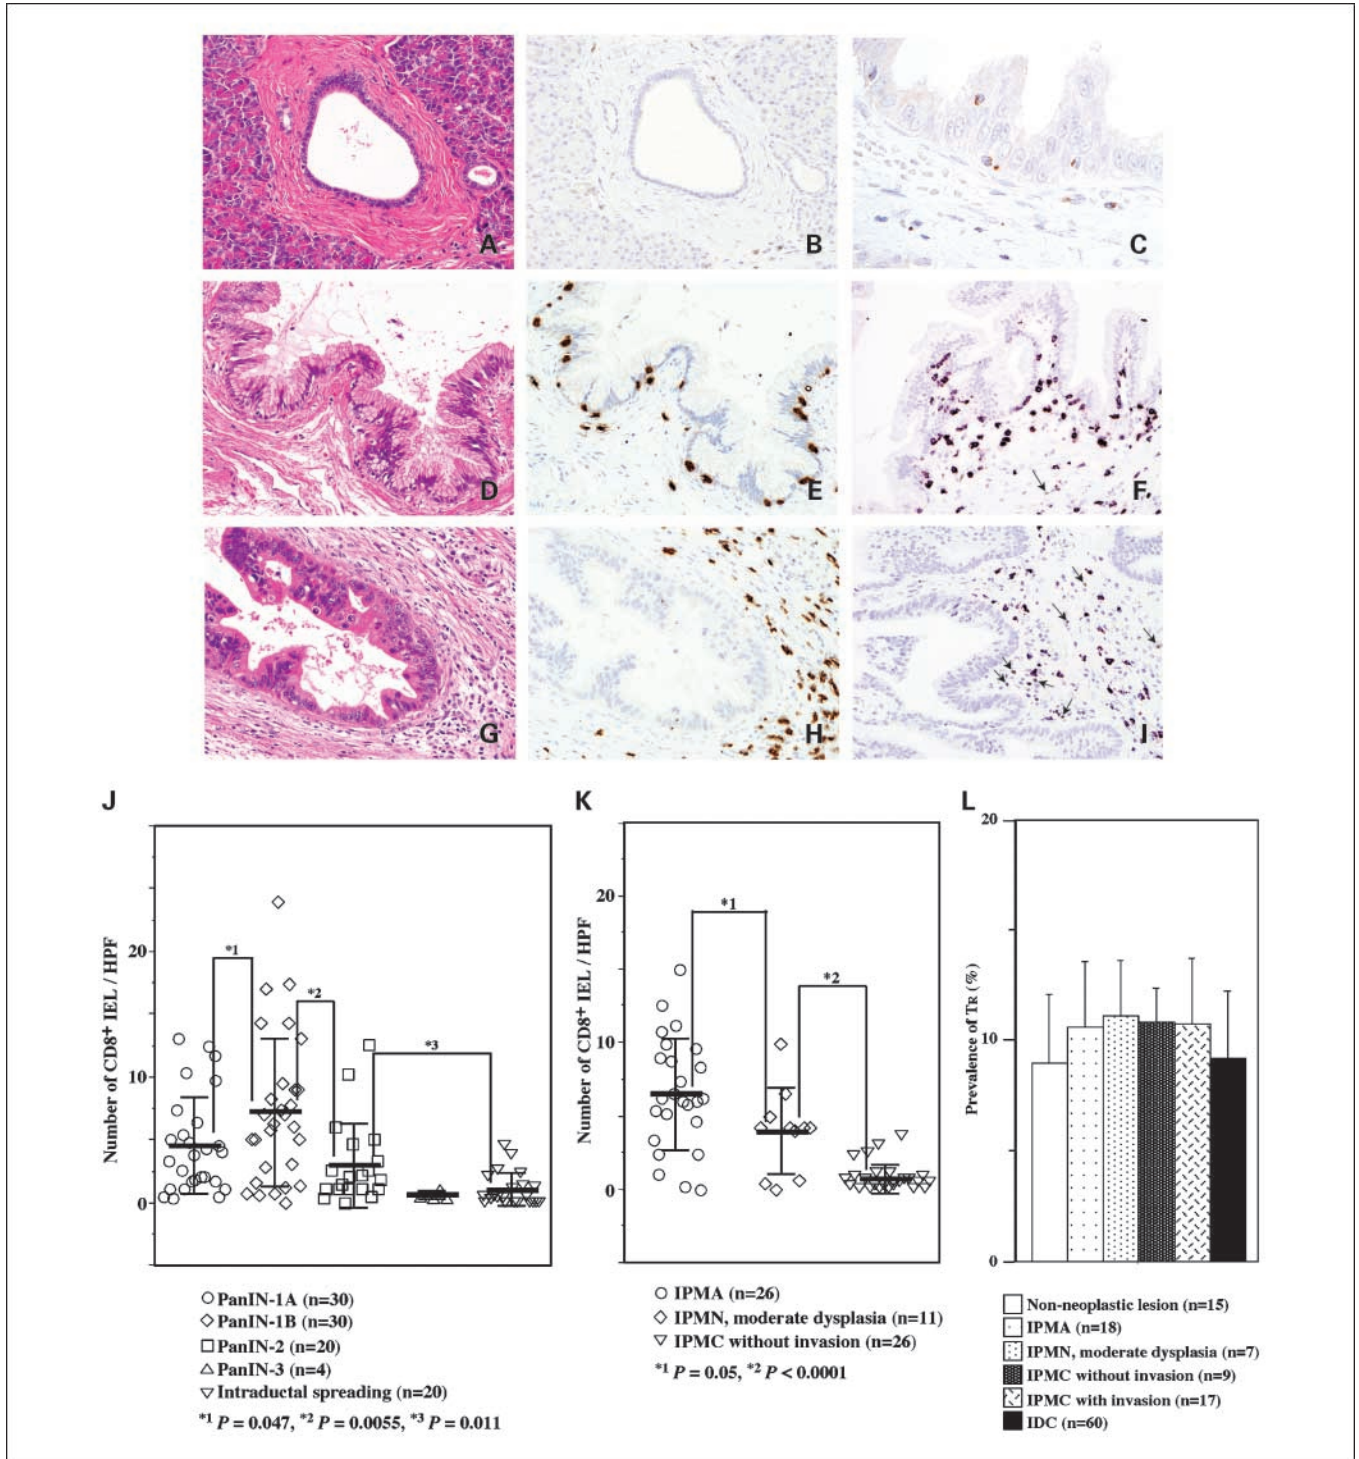 A
B
C
D
E
F
G
H
I
J
Number of CD8⁺ IEL / HPF
20
10
0
*1
*2
*3
○ PanIN-1A (n=30)
◇ PanIN-1B (n=30)
□ PanIN-2 (n=20)
△ PanIN-3 (n=4)
▽ Intraductal spreading (n=20)
*¹ P = 0.047, *² P = 0.0055, *³ P = 0.011
K
Number of CD8⁺ IEL / HPF
20
10
0
*1
*2
○ IPMA (n=26)
◇ IPMN, moderate dysplasia (n=11)
▽ IPMC without invasion (n=26)
*¹ P = 0.05, *² P < 0.0001
L
Prevalence of TR (%)
20
10
0
Non-neoplastic lesion (n=15)
IPMA (n=18)
IPMN, moderate dysplasia (n=7)
IPMC without invasion (n=9)
IPMC with invasion (n=17)
IDC (n=60)